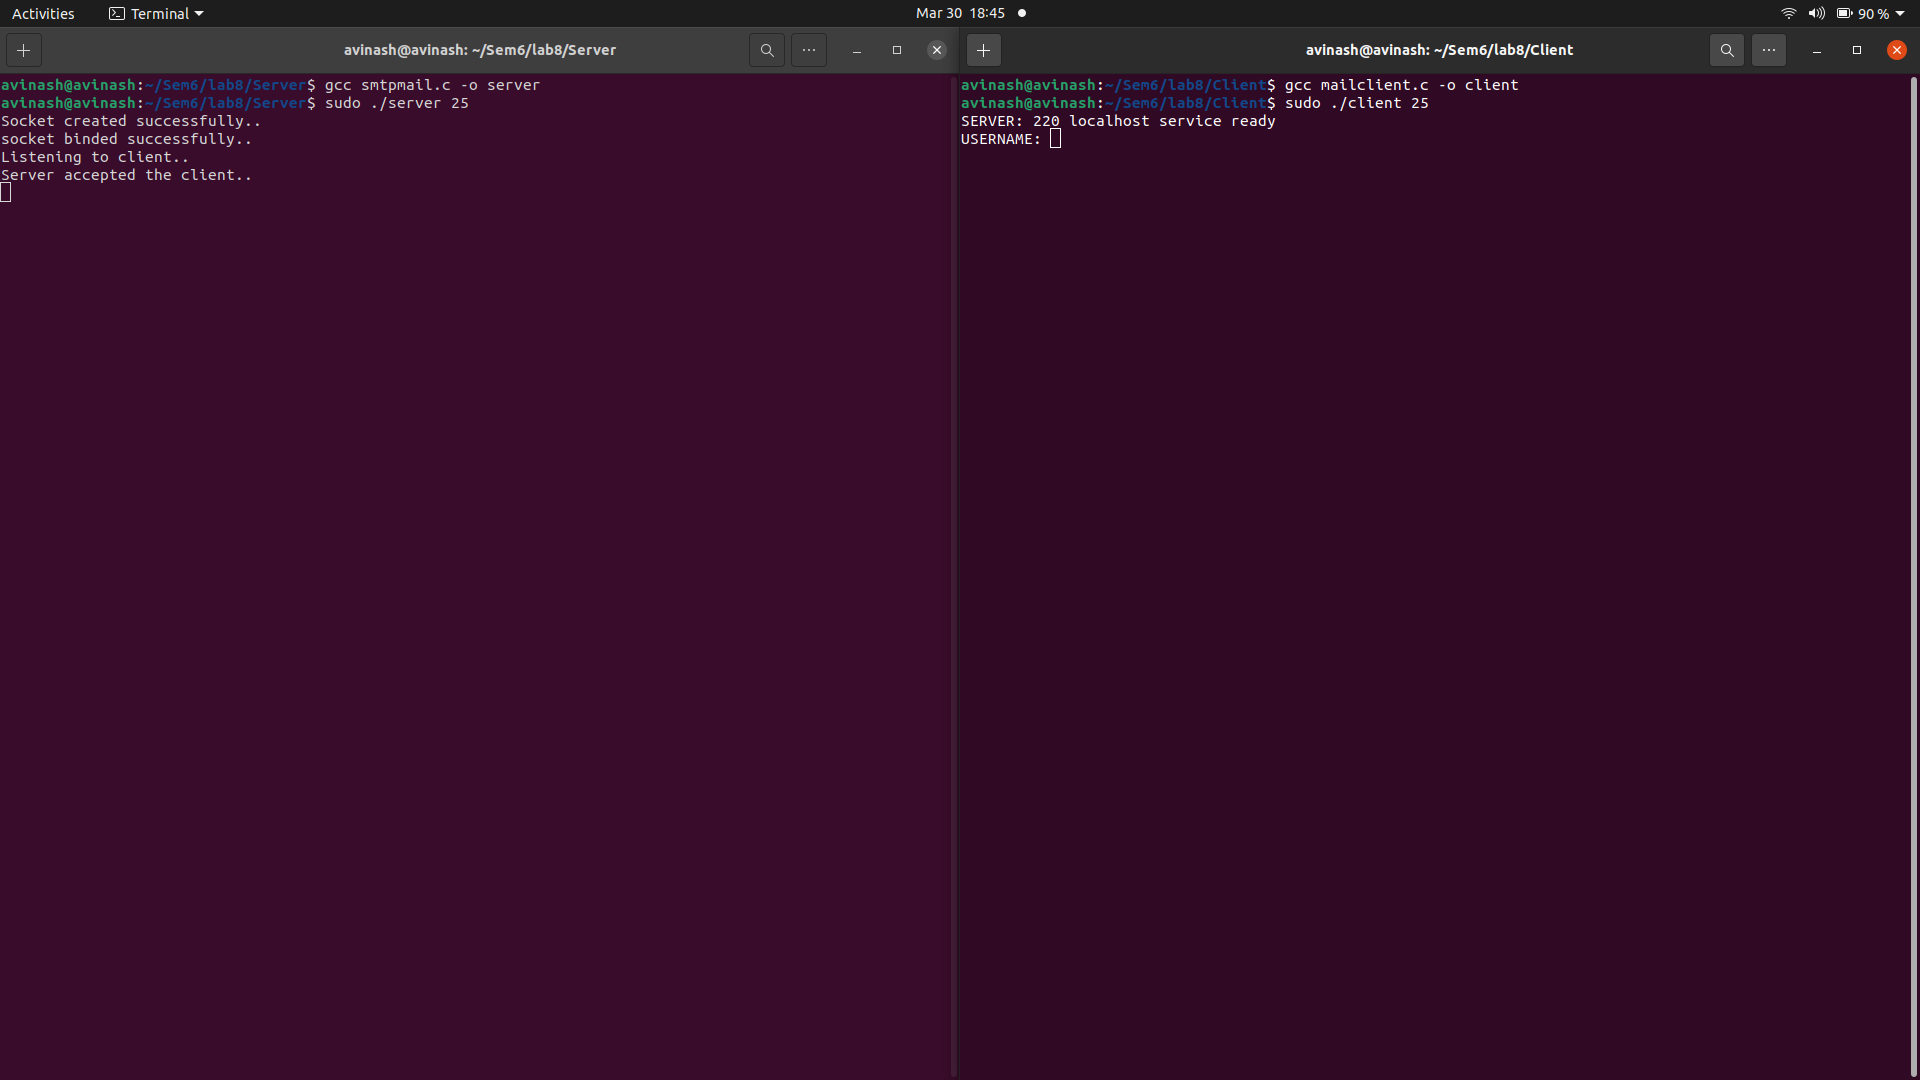 Activities Terminal Mar 30 18:45 90 %
avinash@avinash: ~/Sem6/lab8/Server
avinash@avinash:~/Sem6/lab8/Server$ gcc smtpmail.c -o server
avinash@avinash:~/Sem6/lab8/Server$ sudo ./server 25
Socket created successfully..
socket binded successfully..
Listening to client..
Server accepted the client..
avinash@avinash: ~/Sem6/lab8/Client
avinash@avinash:~/Sem6/lab8/Client$ gcc mailclient.c -o client
avinash@avinash:~/Sem6/lab8/Client$ sudo ./client 25
SERVER: 220 localhost service ready
USERNAME: